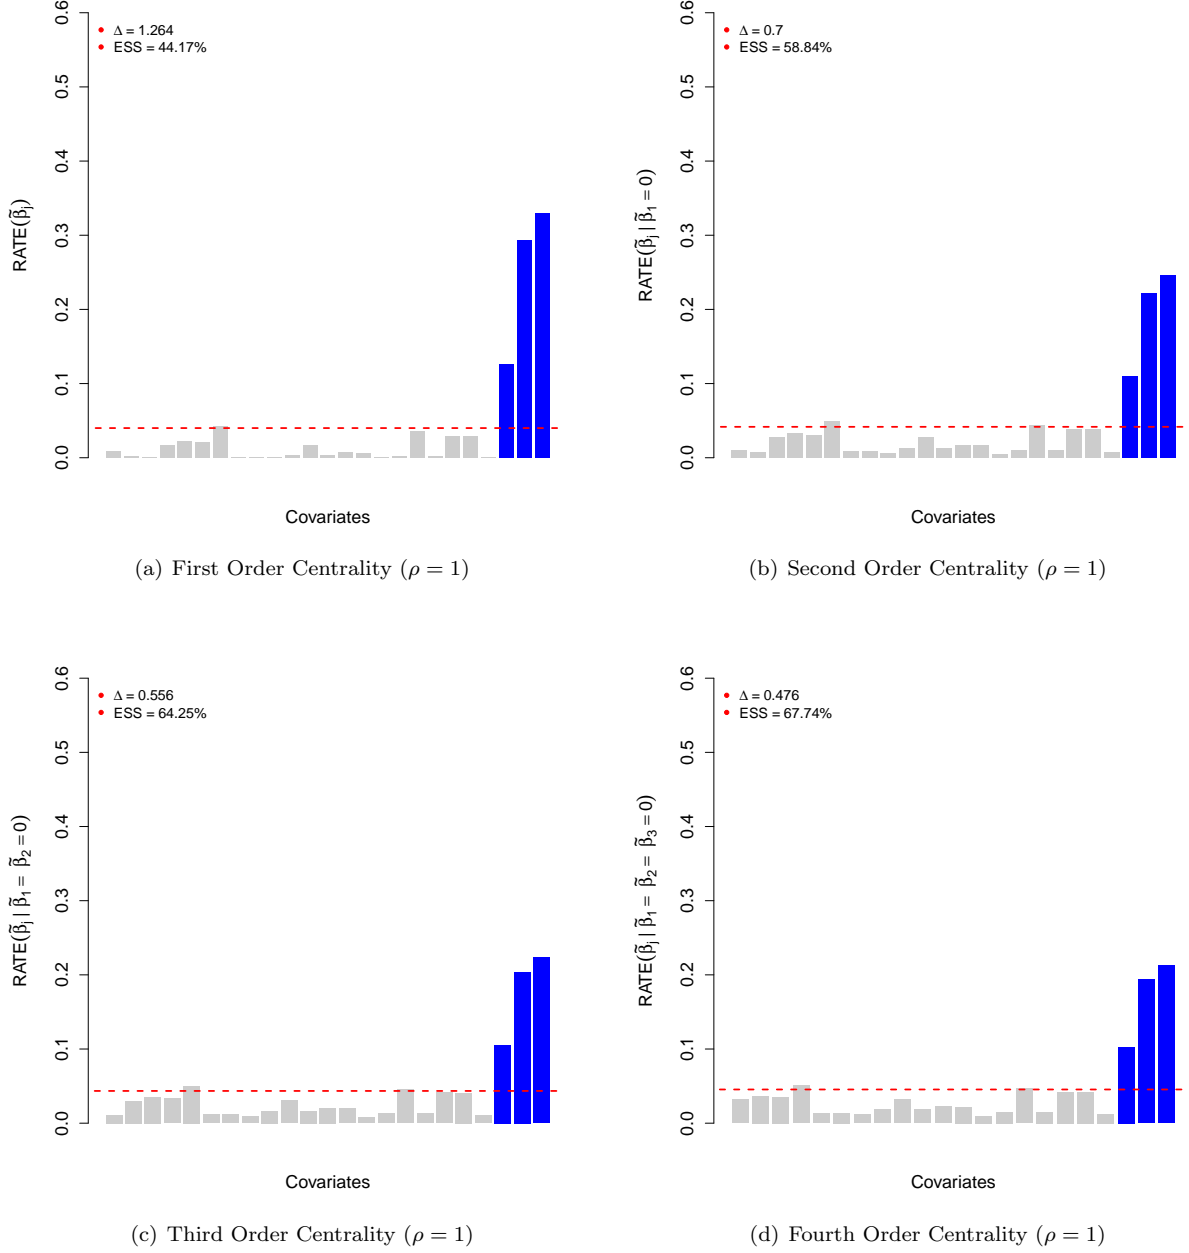 0.6
0.5
0.4
0.3
0.2
0.1
0.0
RATE(β̃j)
Δ = 1.264
ESS = 44.17%
Covariates
(a) First Order Centrality (ρ = 1)
0.6
0.5
0.4
0.3
0.2
0.1
0.0
RATE(β̃j | β̃1 = 0)
Δ = 0.7
ESS = 58.84%
Covariates
(b) Second Order Centrality (ρ = 1)
0.6
0.5
0.4
0.3
0.2
0.1
0.0
RATE(β̃j | β̃1 = β̃2 = 0)
Δ = 0.556
ESS = 64.25%
Covariates
(c) Third Order Centrality (ρ = 1)
0.6
0.5
0.4
0.3
0.2
0.1
0.0
RATE(β̃j | β̃1 = β̃2 = β̃3 = 0)
Δ = 0.476
ESS = 67.74%
Covariates
(d) Fourth Order Centrality (ρ = 1)